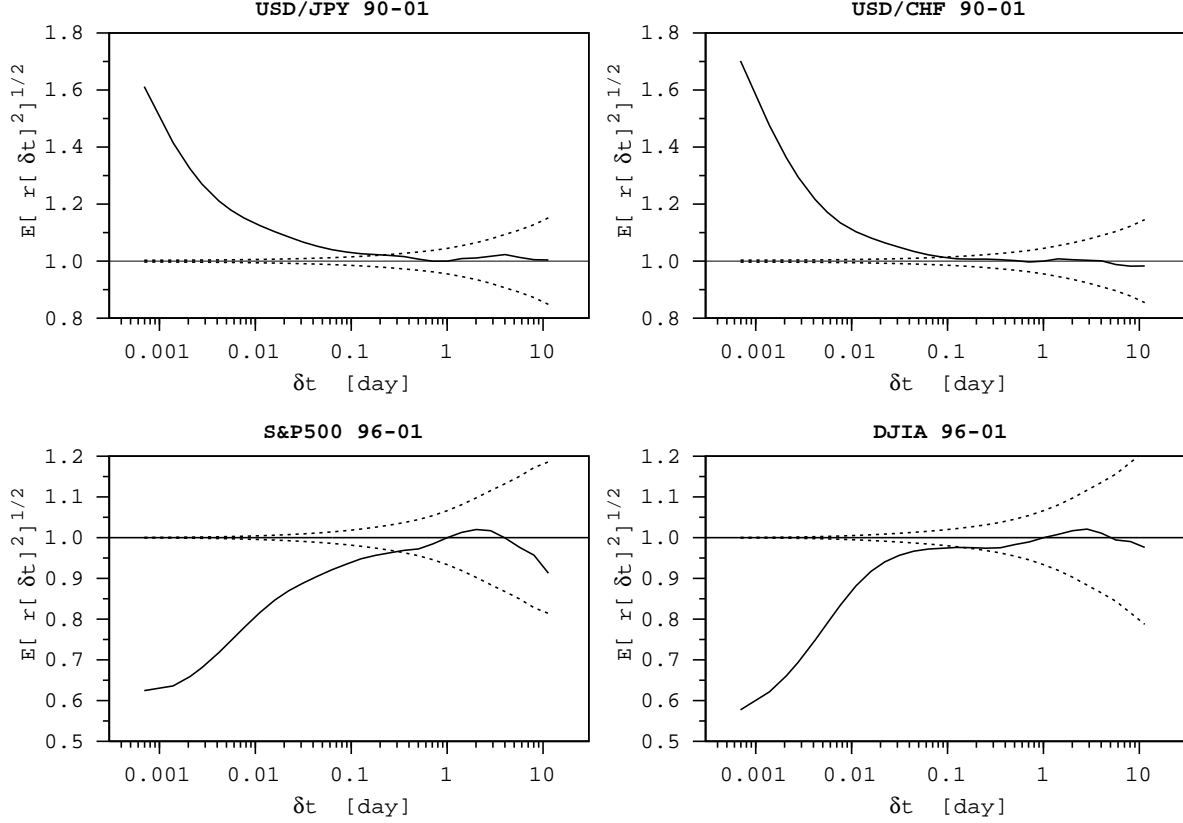 USD/JPY 90-01
E[ r[ δt]²]¹/²
1.8
1.6
1.4
1.2
1.0
0.8
0.001 0.01 0.1 1 10
δt [day]
USD/CHF 90-01
E[ r[ δt]²]¹/²
1.8
1.6
1.4
1.2
1.0
0.8
0.001 0.01 0.1 1 10
δt [day]
S&P500 96-01
E[ r[ δt]²]¹/²
1.2
1.1
1.0
0.9
0.8
0.7
0.6
0.5
0.001 0.01 0.1 1 10
δt [day]
DJIA 96-01
E[ r[ δt]²]¹/²
1.2
1.1
1.0
0.9
0.8
0.7
0.6
0.5
0.001 0.01 0.1 1 10
δt [day]